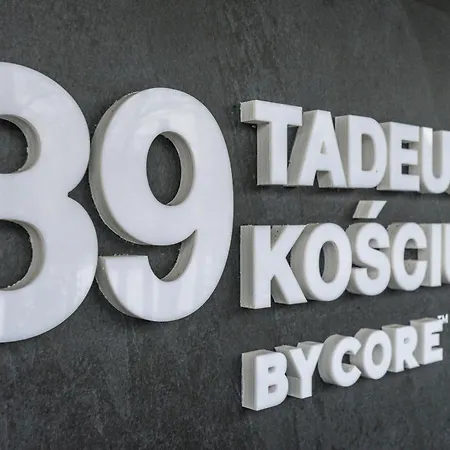 39
TADEU
KOŚCIU
BYCORE™